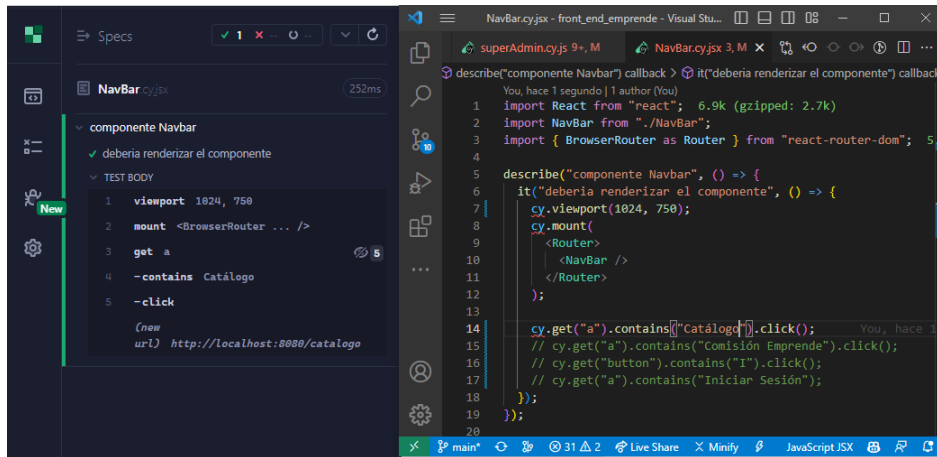 Specs
✓ 1 × -- --
NavBar.cy.jsx 252ms
componente Navbar
deberia renderizar el componente
TEST BODY
1 viewport 1024, 750
2 mount <BrowserRouter ... />
3 get a 5
4 -contains Catálogo
5 -click
(new
url) http://localhost:8080/catalogo
New
NavBar.cy.jsx - front_end_emprende - Visual Stu...
superAdmin.cy.js 9+, M NavBar.cy.jsx 3, M
describe("componente Navbar") callback > it("deberia renderizar el componente") callback
You, hace 1 segundo | 1 author (You)
1 import React from "react"; 6.9k (gzipped: 2.7k)
2 import NavBar from "./NavBar";
3 import { BrowserRouter as Router } from "react-router-dom"; 5.
4
5 describe("componente Navbar", () => {
6 it("deberia renderizar el componente", () => {
7 cy.viewport(1024, 750);
8 cy.mount(
9 <Router>
10 <NavBar />
11 </Router>
12 );
13
14 cy.get("a").contains("Catálogo").click(); You, hace 1
15 // cy.get("a").contains("Comisión Emprende").click();
16 // cy.get("button").contains("I").click();
17 // cy.get("a").contains("Iniciar Sesión");
18 });
19 });
20
10
main* 31 2 Live Share Minify JavaScript JSX